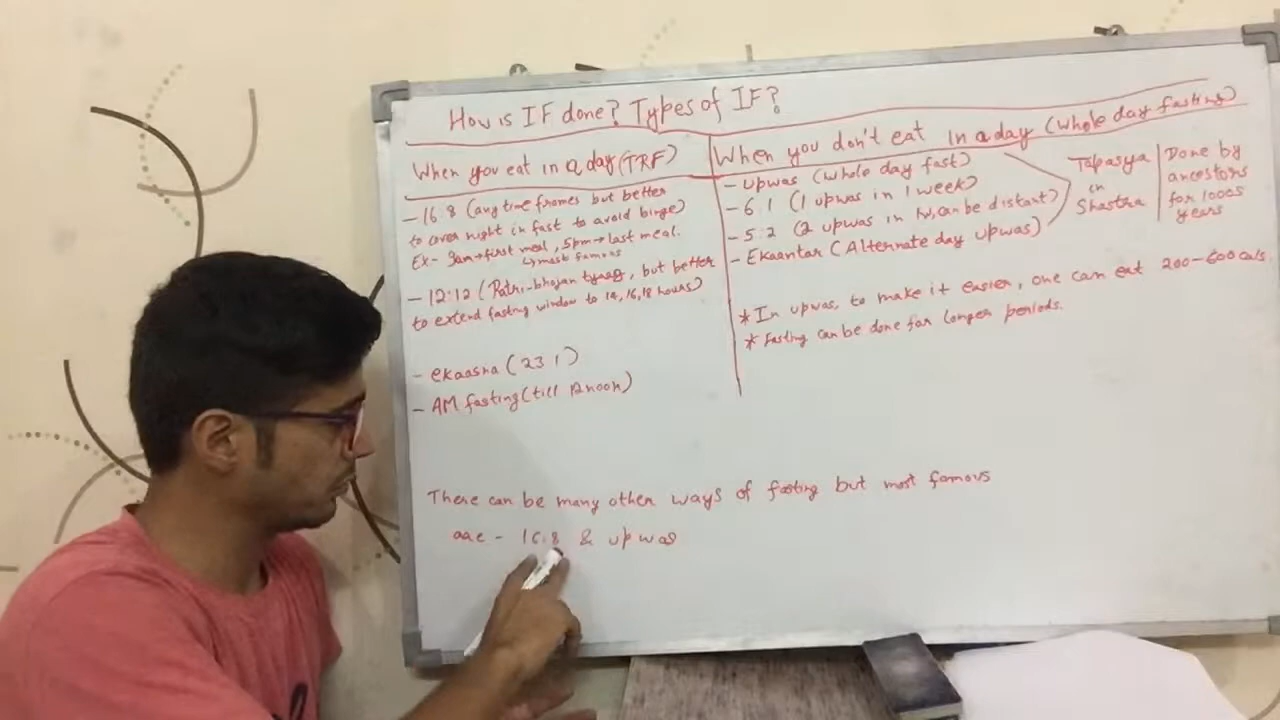 How is IF done? Types of IF?
When you eat in a day (TRF)
- 16:8 (any time frames but better
to cover night in fast to avoid binge)
Ex- 9am→first meal, 5pm→last meal.
↳ most famous
- 12:12 (Ratri-bhojan tyaag, but better
to extend fasting window to 14,16,18 hours)
- ekaasna (23:1)
- AM fasting (till 12 noon)
When you don't eat in a day (whole day fasting)
- Upwas (whole day fast)
- 6:1 (1 upwas in 1 week)
- 5:2 (2 upwas in 1w, can be distant)
- Ekaantar (Alternate day upwas)
Tapasya
in
Shastra
Done by
ancestors
for 1000s
years
* In upwas, to make it easier, one can eat 200-600 cals.
* Fasting can be done for longer periods.
There can be many other ways of fasting but most famous
are - 16:8 & upwas